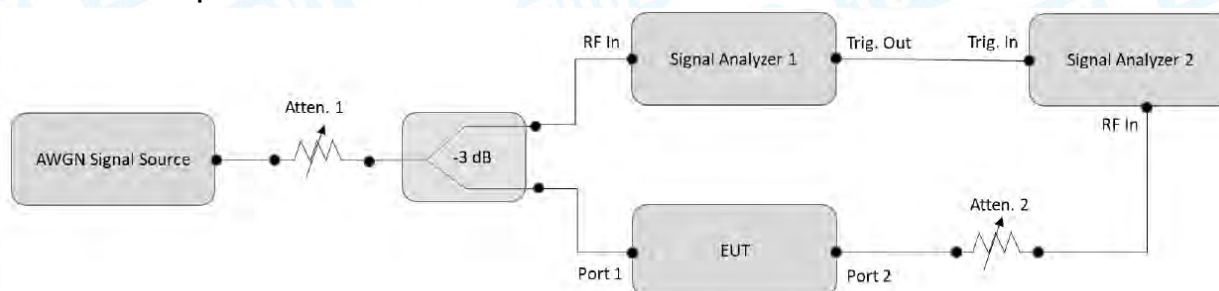 RF In
Signal Analyzer 1
Trig. Out
Trig. In
Signal Analyzer 2
RF In
Atten. 1
AWGN Signal Source
-3 dB
Atten. 2
EUT
Port 1
Port 2